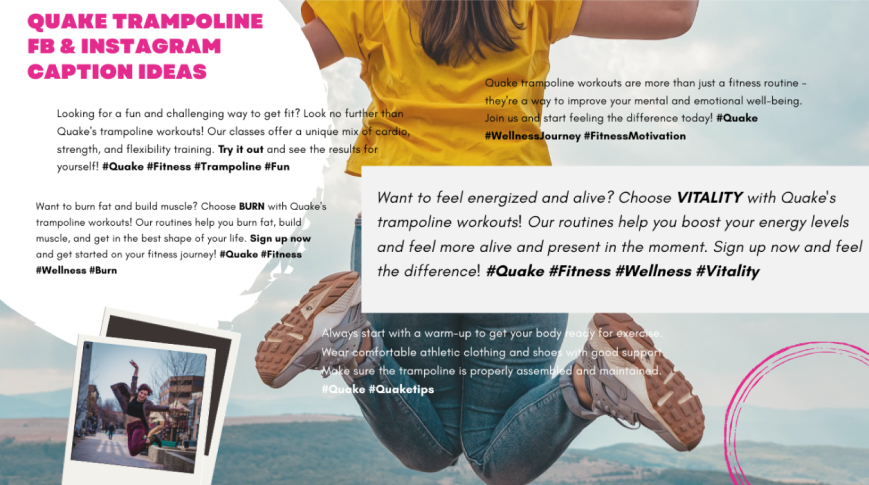 QUAKE TRAMPOLINE
FB & INSTAGRAM
CAPTION IDEAS
Looking for a fun and challenging way to get fit? Look no further than
Quake's trampoline workouts! Our classes offer a unique mix of cardio,
strength, and flexibility training. Try it out and see the results for
yourself! #Quake #Fitness #Trampoline #Fun
Want to burn fat and build muscle? Choose BURN with Quake's
trampoline workouts! Our routines help you burn fat, build
muscle, and get in the best shape of your life. Sign up now
and get started on your fitness journey! #Quake #Fitness
#Wellness #Burn
Quake trampoline workouts are more than just a fitness routine -
they're a way to improve your mental and emotional well-being.
Join us and start feeling the difference today! #Quake
#WellnessJourney #FitnessMotivation
Want to feel energized and alive? Choose VITALITY with Quake's
trampoline workouts! Our routines help you boost your energy levels
and feel more alive and present in the moment. Sign up now and feel
the difference! #Quake #Fitness #Wellness #Vitality
Always start with a warm-up to get your body ready for exercise.
Wear comfortable athletic clothing and shoes with good support.
Make sure the trampoline is properly assembled and maintained.
#Quake #Quaketips